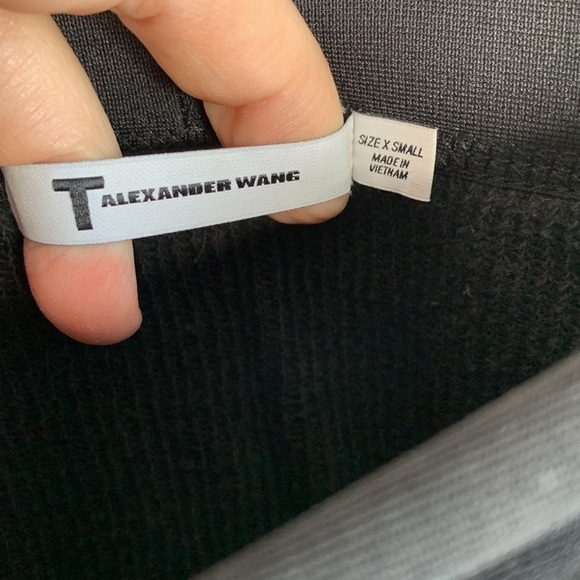 T ALEXANDER WANG
SIZE X SMALL
MADE IN
VIETNAM